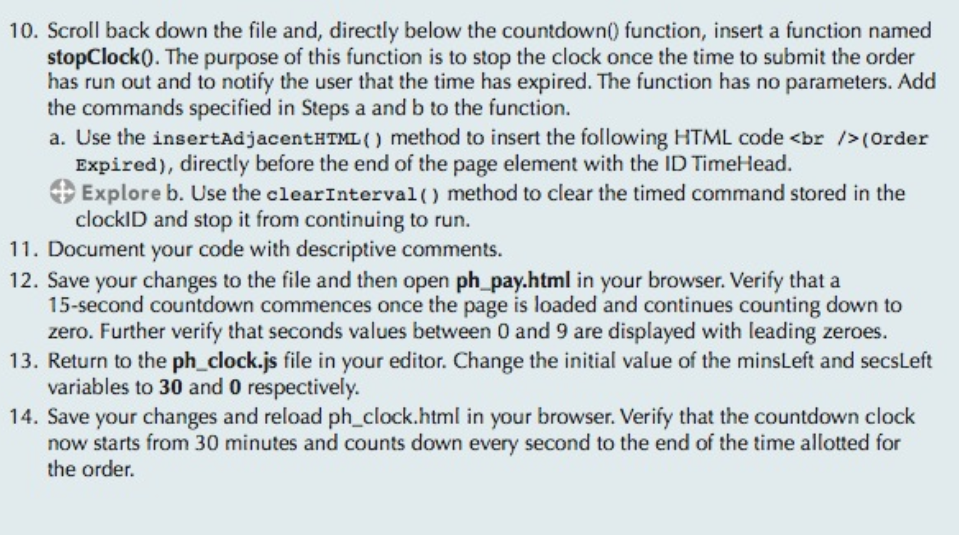 10. Scroll back down the file and, directly below the countdown() function, insert a function named
stopClock(). The purpose of this function is to stop the clock once the time to submit the order
has run out and to notify the user that the time has expired. The function has no parameters. Add
the commands specified in Steps a and b to the function.
a. Use the insertAdjacentHTML() method to insert the following HTML code <br />(Order
Expired), directly before the end of the page element with the ID TimeHead.
Explore b. Use the clearInterval() method to clear the timed command stored in the
clockID and stop it from continuing to run.
11. Document your code with descriptive comments.
12. Save your changes to the file and then open ph_pay.html in your browser. Verify that a
15-second countdown commences once the page is loaded and continues counting down to
zero. Further verify that seconds values between 0 and 9 are displayed with leading zeroes.
13. Return to the ph_clock.js file in your editor. Change the initial value of the minsLeft and secsLeft
variables to 30 and 0 respectively.
14. Save your changes and reload ph_clock.html in your browser. Verify that the countdown clock
now starts from 30 minutes and counts down every second to the end of the time allotted for
the order.